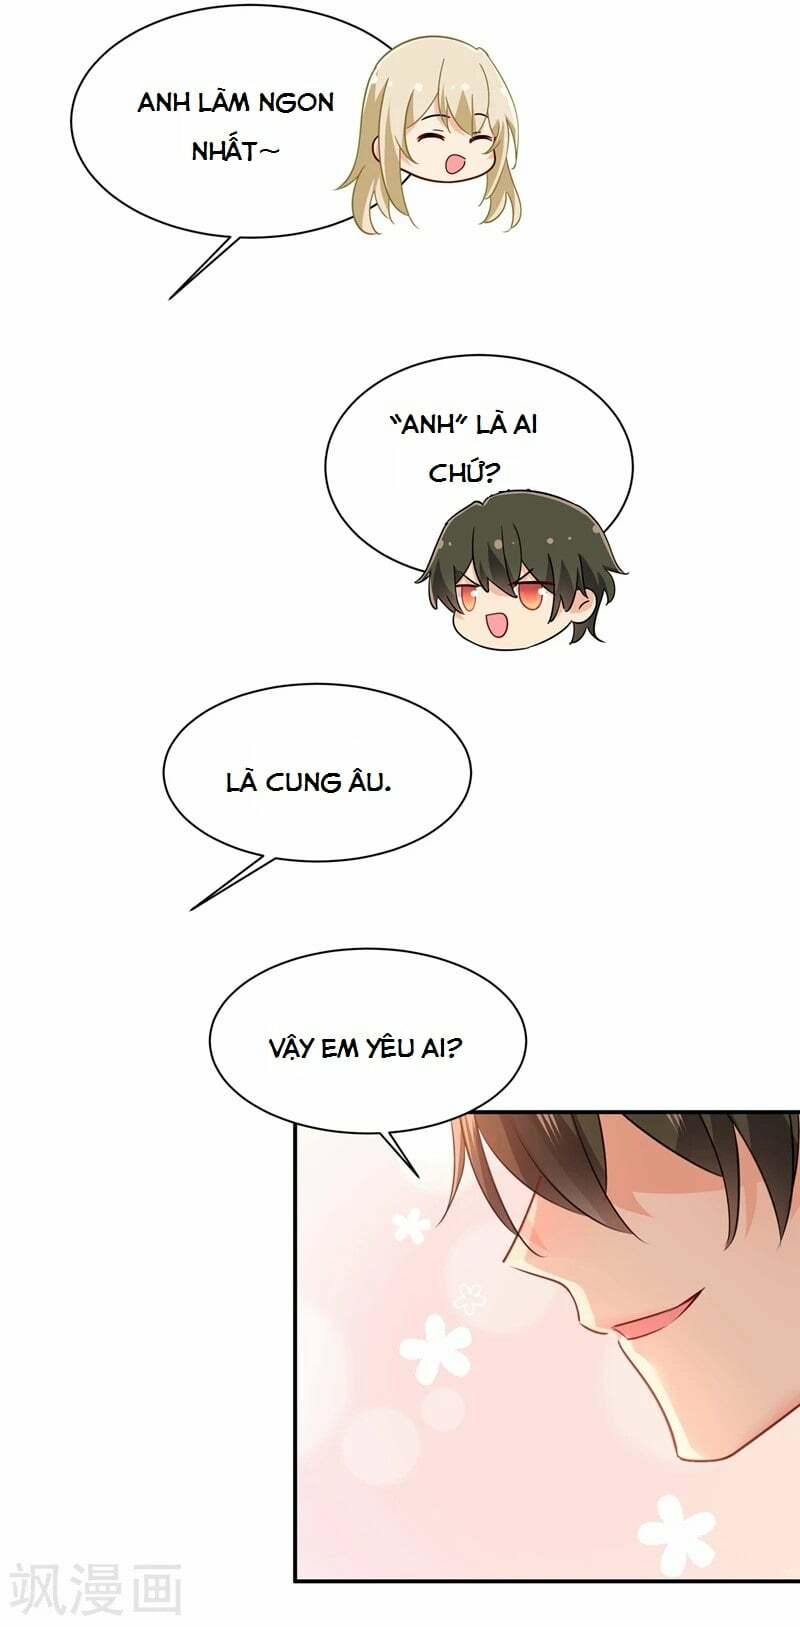 ANH LÀM NGON
NHẤT~
"ANH" LÀ AI
CHỨ?
LÀ CUNG ÂU.
VẬY EM YÊU AI?
飒漫画